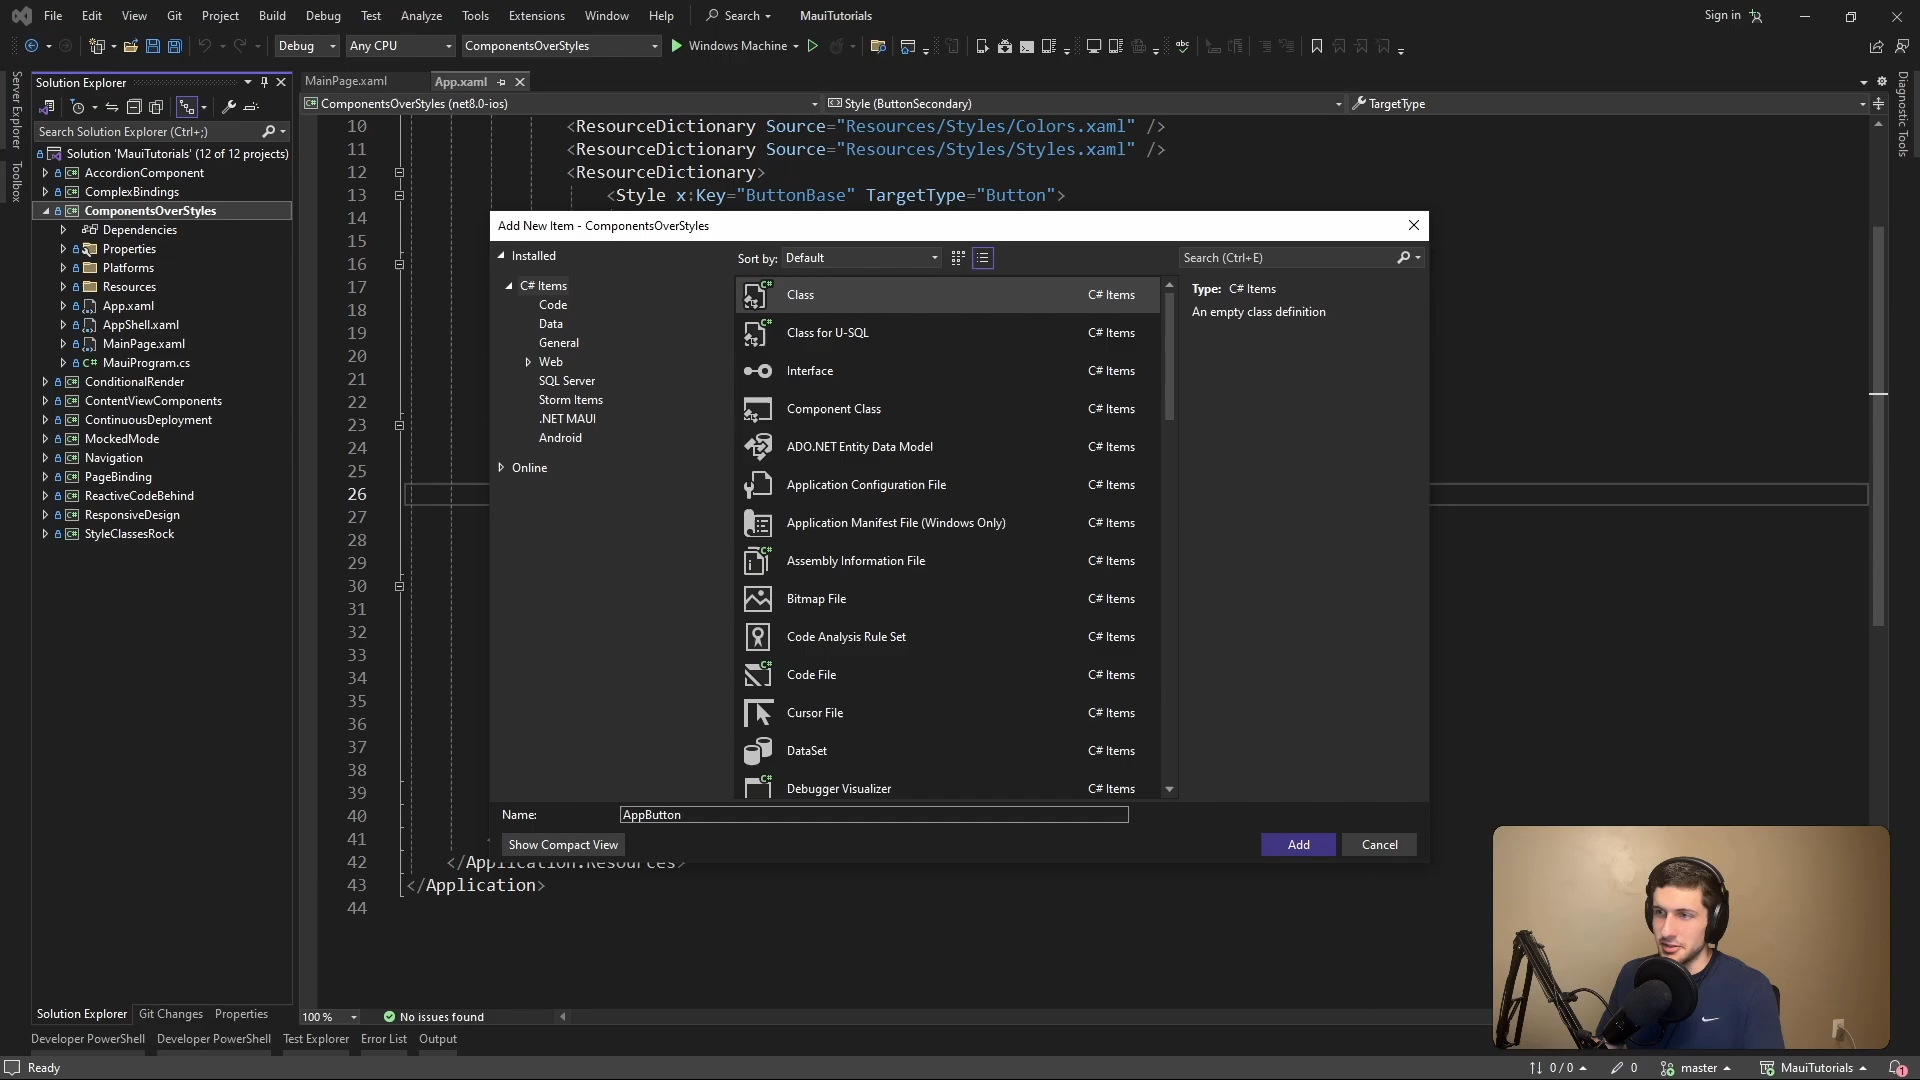 File Edit View Git Project Build Debug Test Analyze Tools Extensions Window Help Search MauiTutorials Sign in
Debug Any CPU ComponentsOverStyles Windows Machine
Server Explorer
Toolbox
Diagnostic Tools
Solution Explorer
Search Solution Explorer (Ctrl+;)
Solution 'MauiTutorials' (12 of 12 projects)
AccordionComponent
ComplexBindings
ComponentsOverStyles
Dependencies
Properties
Platforms
Resources
App.xaml
AppShell.xaml
MainPage.xaml
C# MauiProgram.cs
ConditionalRender
ContentViewComponents
ContinuousDeployment
MockedMode
Navigation
PageBinding
ReactiveCodeBehind
ResponsiveDesign
StyleClassesRock
Solution Explorer Git Changes Properties
MainPage.xaml App.xaml
ComponentsOverStyles (net8.0-ios) Style (ButtonSecondary) TargetType
10 <ResourceDictionary Source="Resources/Styles/Colors.xaml" />
11 <ResourceDictionary Source="Resources/Styles/Styles.xaml" />
12 <ResourceDictionary>
13 <Style x:Key="ButtonBase" TargetType="Button">
14
15
16
17
18
19
20
21
22
23
24
25
26
27
28
29
30
31
32
33
34
35
36
37
38
39
40
41
42 </Application.Resources>
43 </Application>
44
Add New Item - ComponentsOverStyles
Installed
C# Items
Code
Data
General
Web
SQL Server
Storm Items
.NET MAUI
Android
Online
Sort by: Default
Search (Ctrl+E)
Class C# Items
Class for U-SQL C# Items
Interface C# Items
Component Class C# Items
ADO.NET Entity Data Model C# Items
Application Configuration File C# Items
Application Manifest File (Windows Only) C# Items
Assembly Information File C# Items
Bitmap File C# Items
Code Analysis Rule Set C# Items
Code File C# Items
Cursor File C# Items
DataSet C# Items
Debugger Visualizer C# Items
Type: C# Items
An empty class definition
Name: AppButton
Show Compact View Add Cancel
100 % No issues found
Developer PowerShell Developer PowerShell Test Explorer Error List Output
Ready 0 / 0 0 master MauiTutorials 1